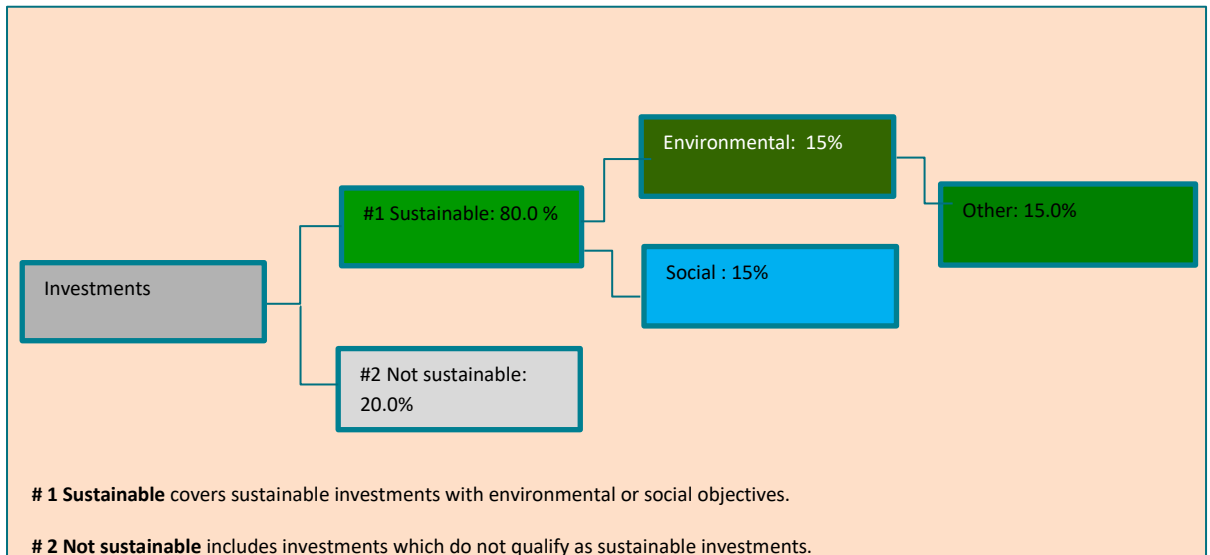 Environmental:  15%
#1 Sustainable: 80.0 %
Other: 15.0%
Social : 15%
Investments
#2 Not sustainable:
20.0%
# 1 Sustainable covers sustainable investments with environmental or social objectives.
# 2 Not sustainable includes investments which do not qualify as sustainable investments.